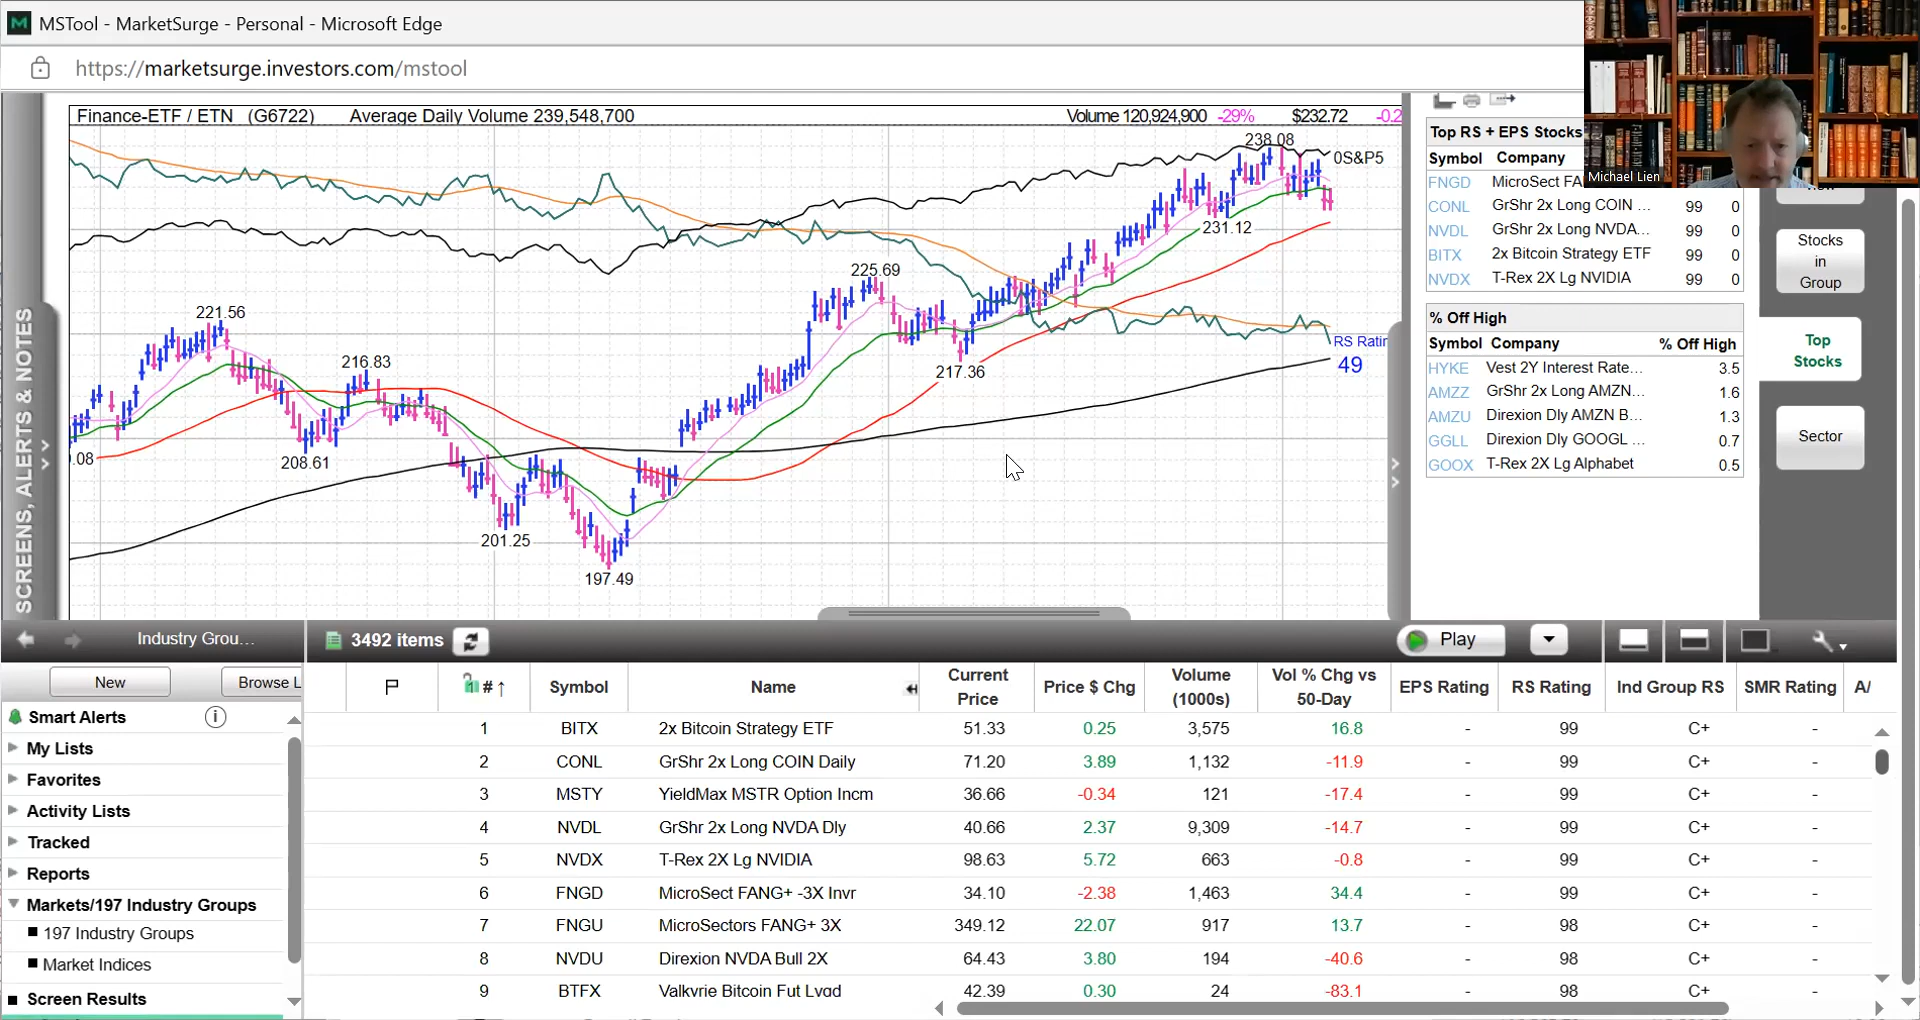 MSTool - MarketSurge - Personal - Microsoft Edge
https://marketsurge.investors.com/mstool
Michael Lien
Finance-ETF / ETN (G6722) Average Daily Volume 239,548,700 Volume 120,924,900 -29% $232.72 -0.2
238.08
0S&P5
231.12
225.69
221.56
216.83
217.36
RS Ratin
49
.08
208.61
201.25
197.49
SCREENS, ALERTS & NOTES
Top RS + EPS Stocks
Symbol Company
FNGD MicroSect FA
CONL GrShr 2x Long COIN ... 99 0
NVDL GrShr 2x Long NVDA... 99 0
BITX 2x Bitcoin Strategy ETF 99 0
NVDX T-Rex 2X Lg NVIDIA 99 0
% Off High
Symbol Company % Off High
HYKE Vest 2Y Interest Rate... 3.5
AMZZ GrShr 2x Long AMZN... 1.6
AMZU Direxion Dly AMZN B... 1.3
GGLL Direxion Dly GOOGL ... 0.7
GOOX T-Rex 2X Lg Alphabet 0.5
Stocks
in
Group
Top
Stocks
Sector
Industry Grou...
3492 items
Play
New
Browse L
Smart Alerts
My Lists
Favorites
Activity Lists
Tracked
Reports
Markets/197 Industry Groups
197 Industry Groups
Market Indices
Screen Results
# Symbol Name Current Price Price $ Chg Volume (1000s) Vol % Chg vs 50-Day EPS Rating RS Rating Ind Group RS SMR Rating A/
1 BITX 2x Bitcoin Strategy ETF 51.33 0.25 3,575 16.8 - 99 C+ -
2 CONL GrShr 2x Long COIN Daily 71.20 3.89 1,132 -11.9 - 99 C+ -
3 MSTY YieldMax MSTR Option Incm 36.66 -0.34 121 -17.4 - 99 C+ -
4 NVDL GrShr 2x Long NVDA Dly 40.66 2.37 9,309 -14.7 - 99 C+ -
5 NVDX T-Rex 2X Lg NVIDIA 98.63 5.72 663 -0.8 - 99 C+ -
6 FNGD MicroSect FANG+ -3X Invr 34.10 -2.38 1,463 34.4 - 99 C+ -
7 FNGU MicroSectors FANG+ 3X 349.12 22.07 917 13.7 - 98 C+ -
8 NVDU Direxion NVDA Bull 2X 64.43 3.80 194 -40.6 - 98 C+ -
9 BTFX Valkyrie Bitcoin Fut Lvgd 42.39 0.30 24 -83.1 - 98 C+ -